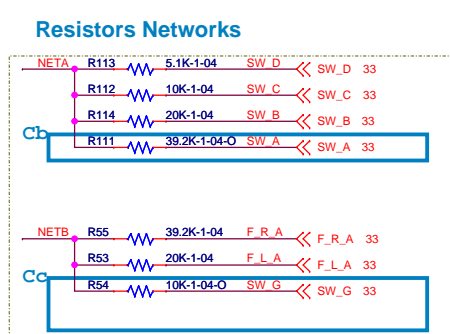 Resistors Networks
NETA R113 5.1K-1-04 SW_D SW_D 33
R112 10K-1-04 SW_C SW_C 33
R114 20K-1-04 SW_B SW_B 33
Cb
R111 39.2K-1-04-O SW_A SW_A 33
NETB R55 39.2K-1-04 F_R_A F_R_A 33
R53 20K-1-04 F_L_A F_L_A 33
Cc
R54 10K-1-04-O SW_G SW_G 33